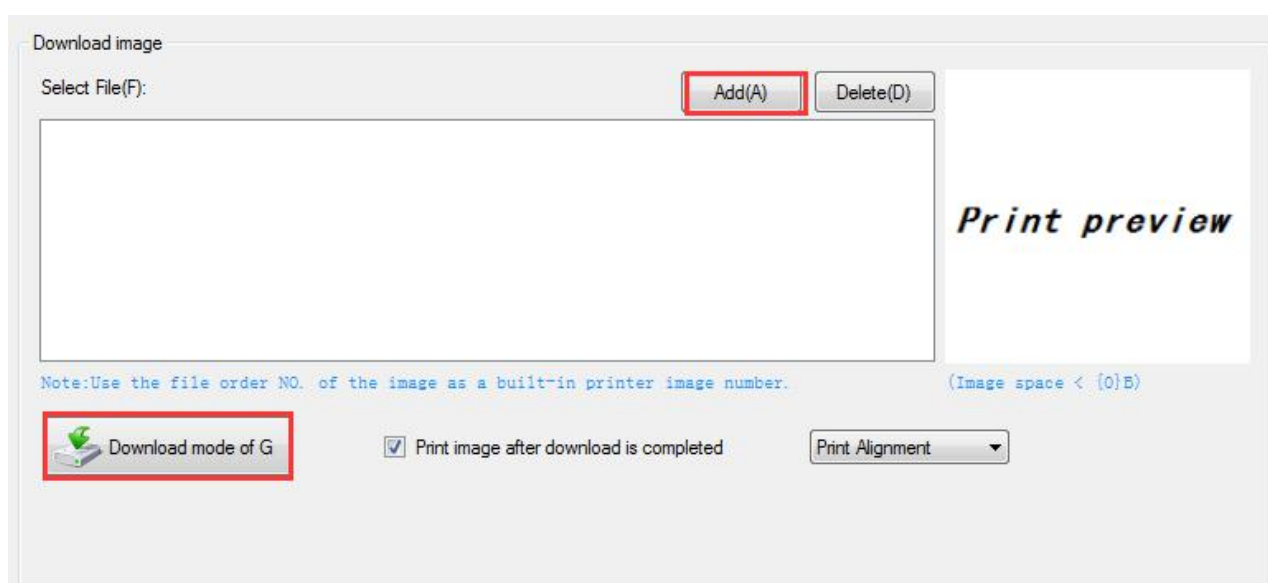 Download image
Select File(F):
Add(A)
Delete(D)
Print preview
Note:Use the file order NO. of the image as a built-in printer image number.
(Image space < {0}B)
Download mode of G
Print image after download is completed
Print Alignment